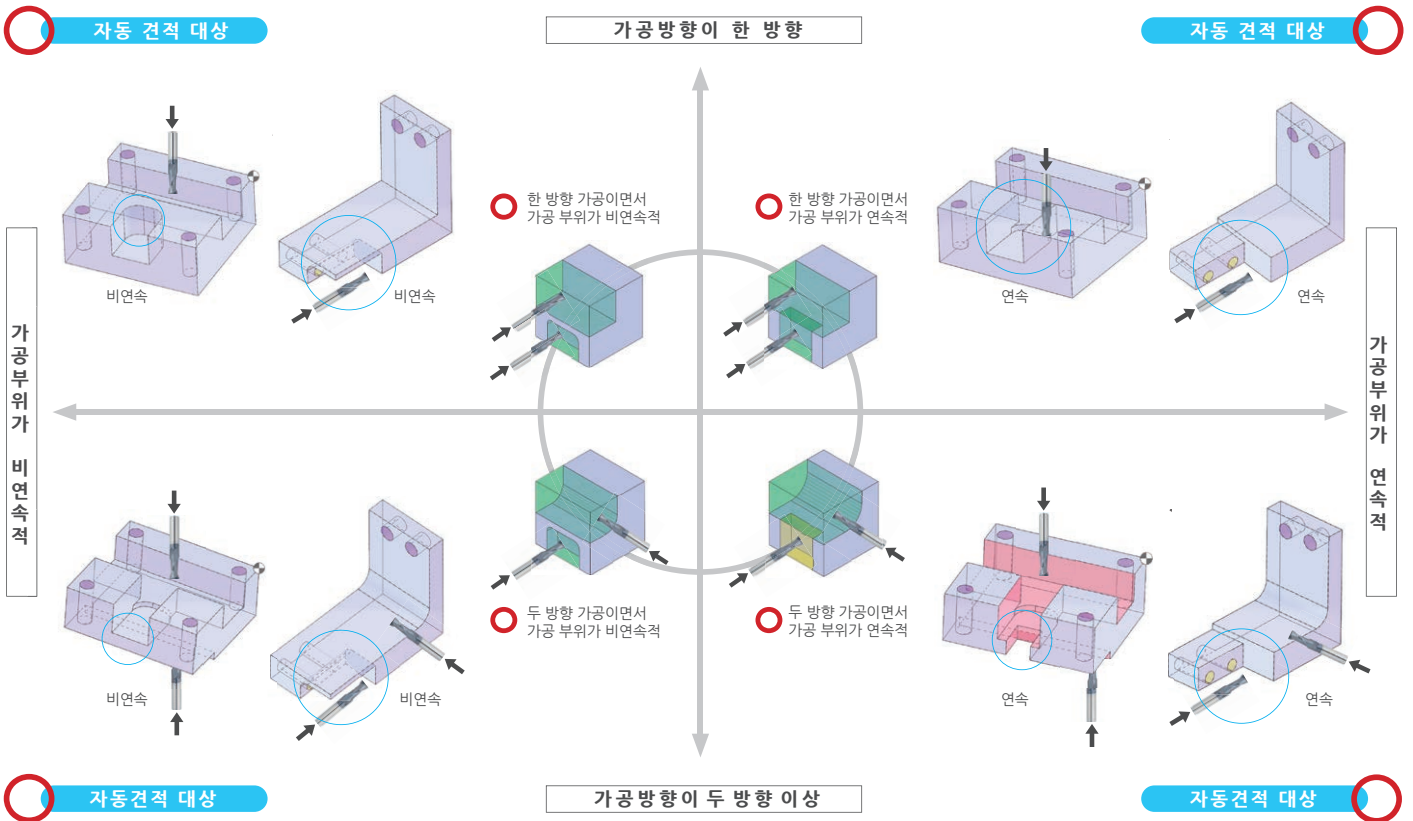 자동 견적 대상
가공방향이 한 방향
자동 견적 대상
한 방향 가공이면서
가공 부위가 비연속적
한 방향 가공이면서
가공 부위가 연속적
비연속
비연속
연속
연속
가공부위가 비연속적
가공부위가 연속적
두 방향 가공이면서
가공 부위가 비연속적
두 방향 가공이면서
가공 부위가 연속적
비연속
비연속
연속
연속
자동견적 대상
가공방향이 두 방향 이상
자동견적 대상